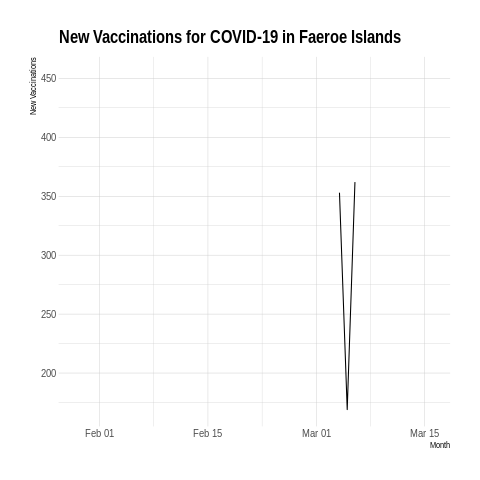 New Vaccinations for COVID-19 in Faeroe Islands
New Vaccinations
450
400
350
300
250
200
Feb 01 Feb 15 Mar 01 Mar 15
Month